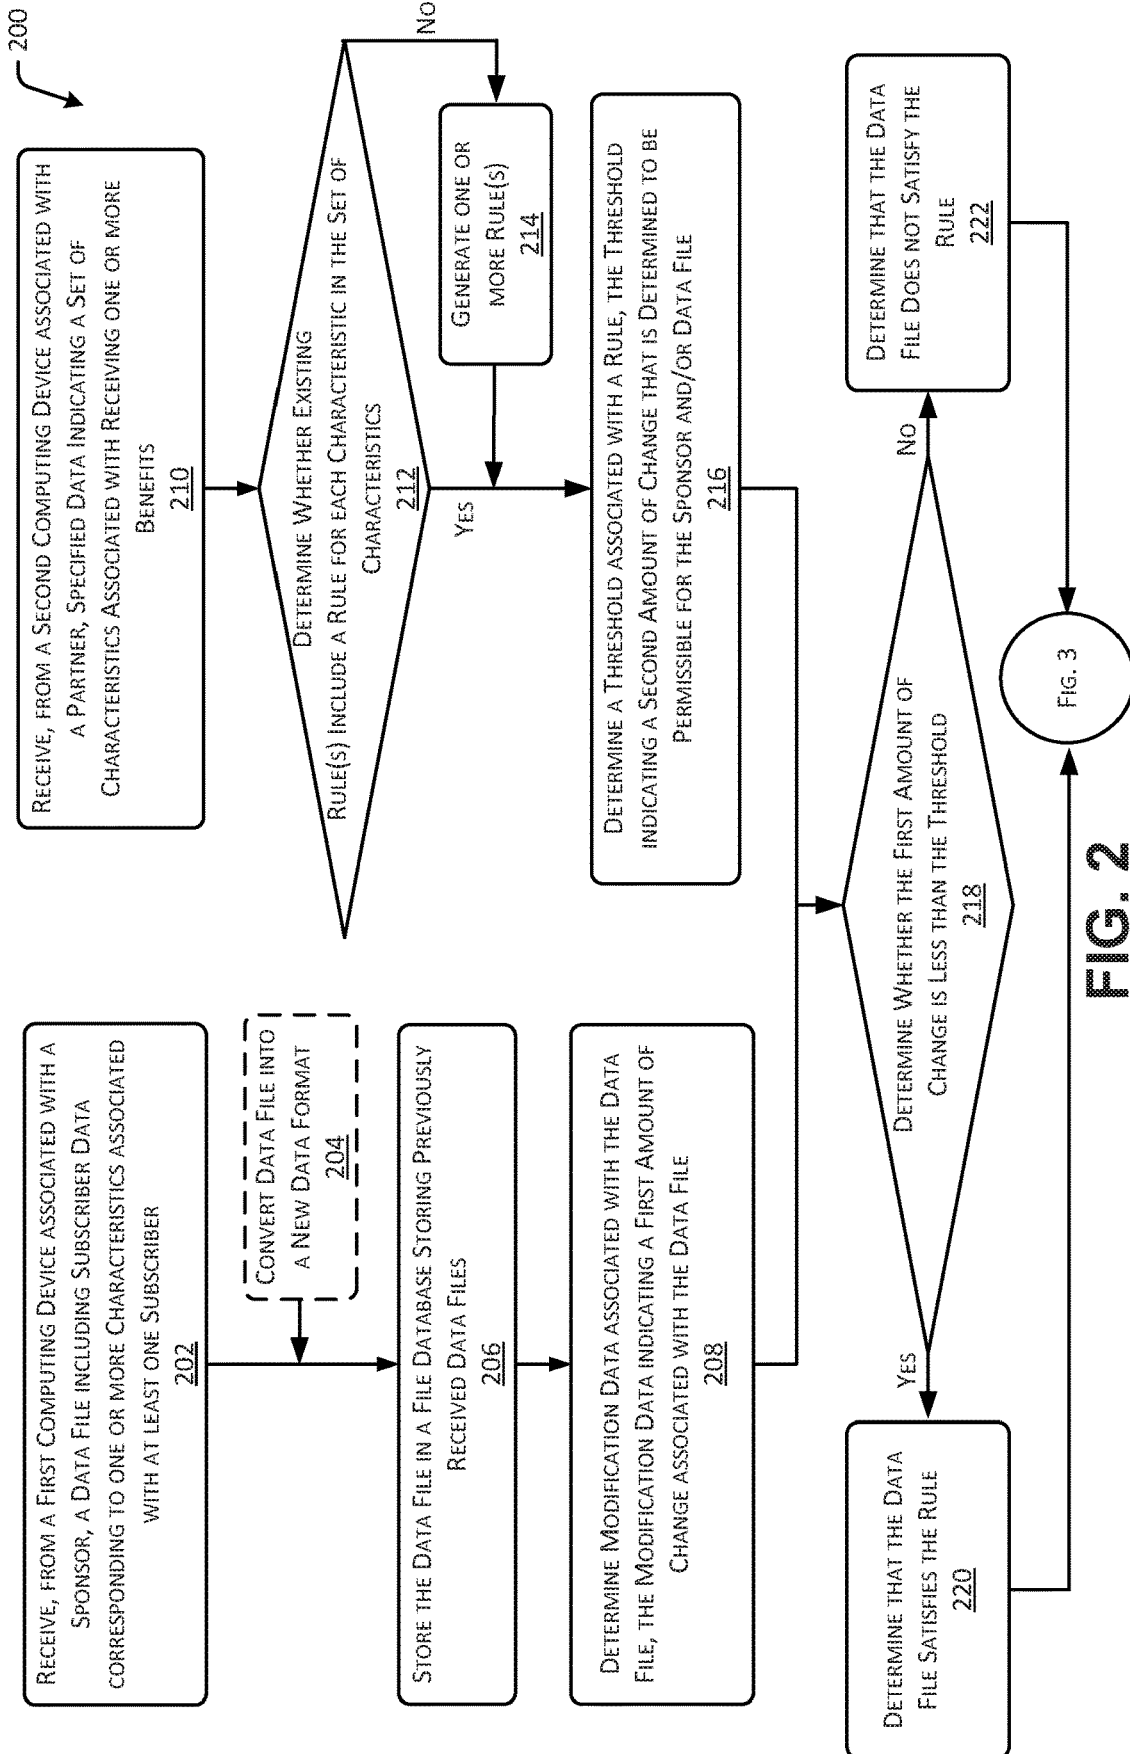 200
RECEIVE, FROM A FIRST COMPUTING DEVICE ASSOCIATED WITH A
SPONSOR, A DATA FILE INCLUDING SUBSCRIBER DATA
CORRESPONDING TO ONE OR MORE CHARACTERISTICS ASSOCIATED
WITH AT LEAST ONE SUBSCRIBER
202
CONVERT DATA FILE INTO
A NEW DATA FORMAT
204
STORE THE DATA FILE IN A FILE DATABASE STORING PREVIOUSLY
RECEIVED DATA FILES
206
DETERMINE MODIFICATION DATA ASSOCIATED WITH THE DATA
FILE, THE MODIFICATION DATA INDICATING A FIRST AMOUNT OF
CHANGE ASSOCIATED WITH THE DATA FILE
208
RECEIVE, FROM A SECOND COMPUTING DEVICE ASSOCIATED WITH
A PARTNER, SPECIFIED DATA INDICATING A SET OF
CHARACTERISTICS ASSOCIATED WITH RECEIVING ONE OR MORE
BENEFITS
210
DETERMINE WHETHER EXISTING
RULE(S) INCLUDE A RULE FOR EACH CHARACTERISTIC IN THE SET OF
CHARACTERISTICS
212
NO
GENERATE ONE OR
MORE RULE(S)
214
YES
DETERMINE A THRESHOLD ASSOCIATED WITH A RULE, THE THRESHOLD
INDICATING A SECOND AMOUNT OF CHANGE THAT IS DETERMINED TO BE
PERMISSIBLE FOR THE SPONSOR AND/OR DATA FILE
216
DETERMINE WHETHER THE FIRST AMOUNT OF
CHANGE IS LESS THAN THE THRESHOLD
218
YES
NO
DETERMINE THAT THE DATA
FILE SATISFIES THE RULE
220
DETERMINE THAT THE DATA
FILE DOES NOT SATISFY THE
RULE
222
FIG. 3
FIG. 2